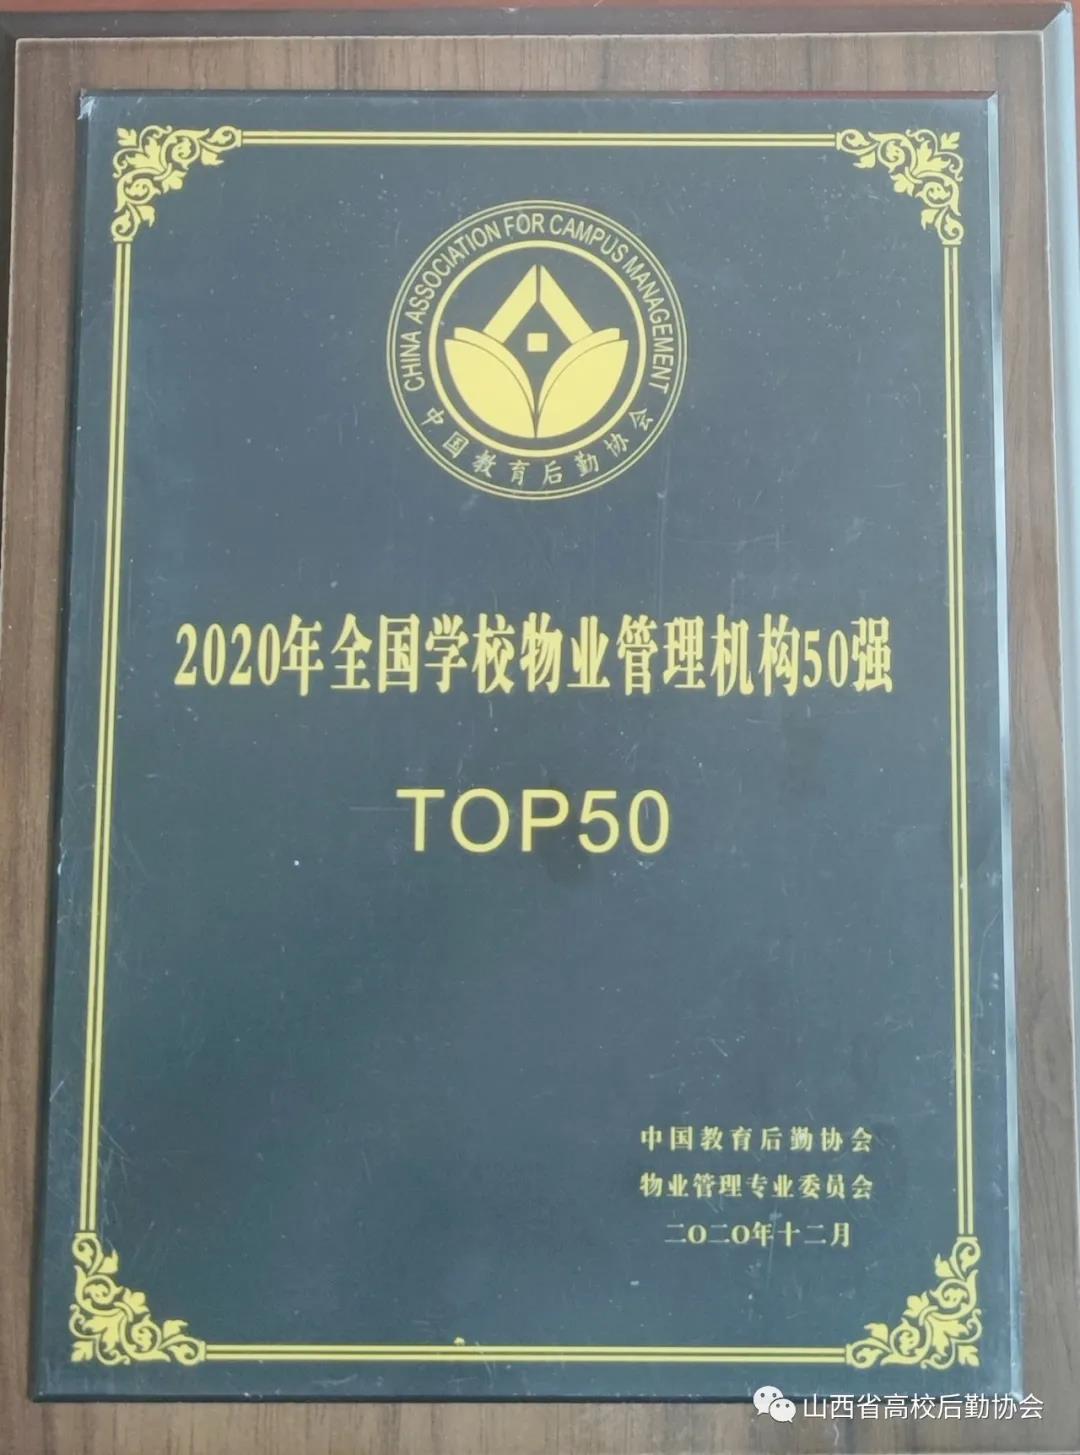 CHINA ASSOCIATION FOR CAMPUS MANAGEMENT
中国教育后勤协会
2020年全国学校物业管理机构50强
TOP50
中国教育后勤协会
物业管理专业委员会
二〇二〇年十二月
山西省高校后勤协会